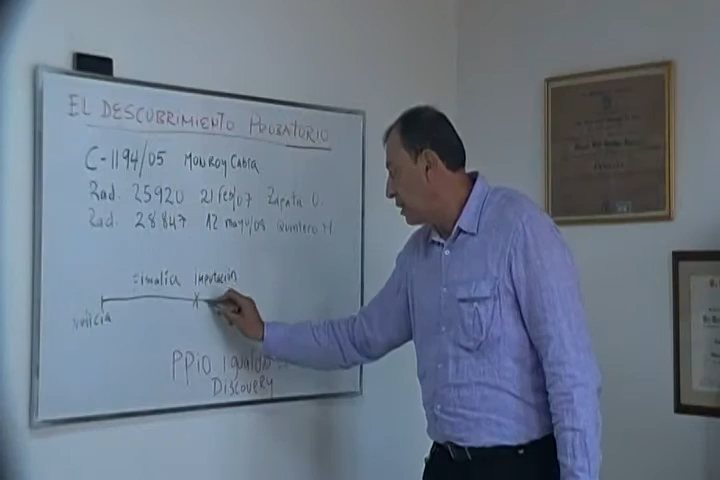 EL DESCUBRIMIENTO PROBATORIO
C-1194/05 MONROY CABRA
Rad. 25920 21 Feb/07 Zapata O.
Rad. 28847 12 mayo/08 Quintero M
Imputación
Noticia
PPIO Igualdad
Discovery